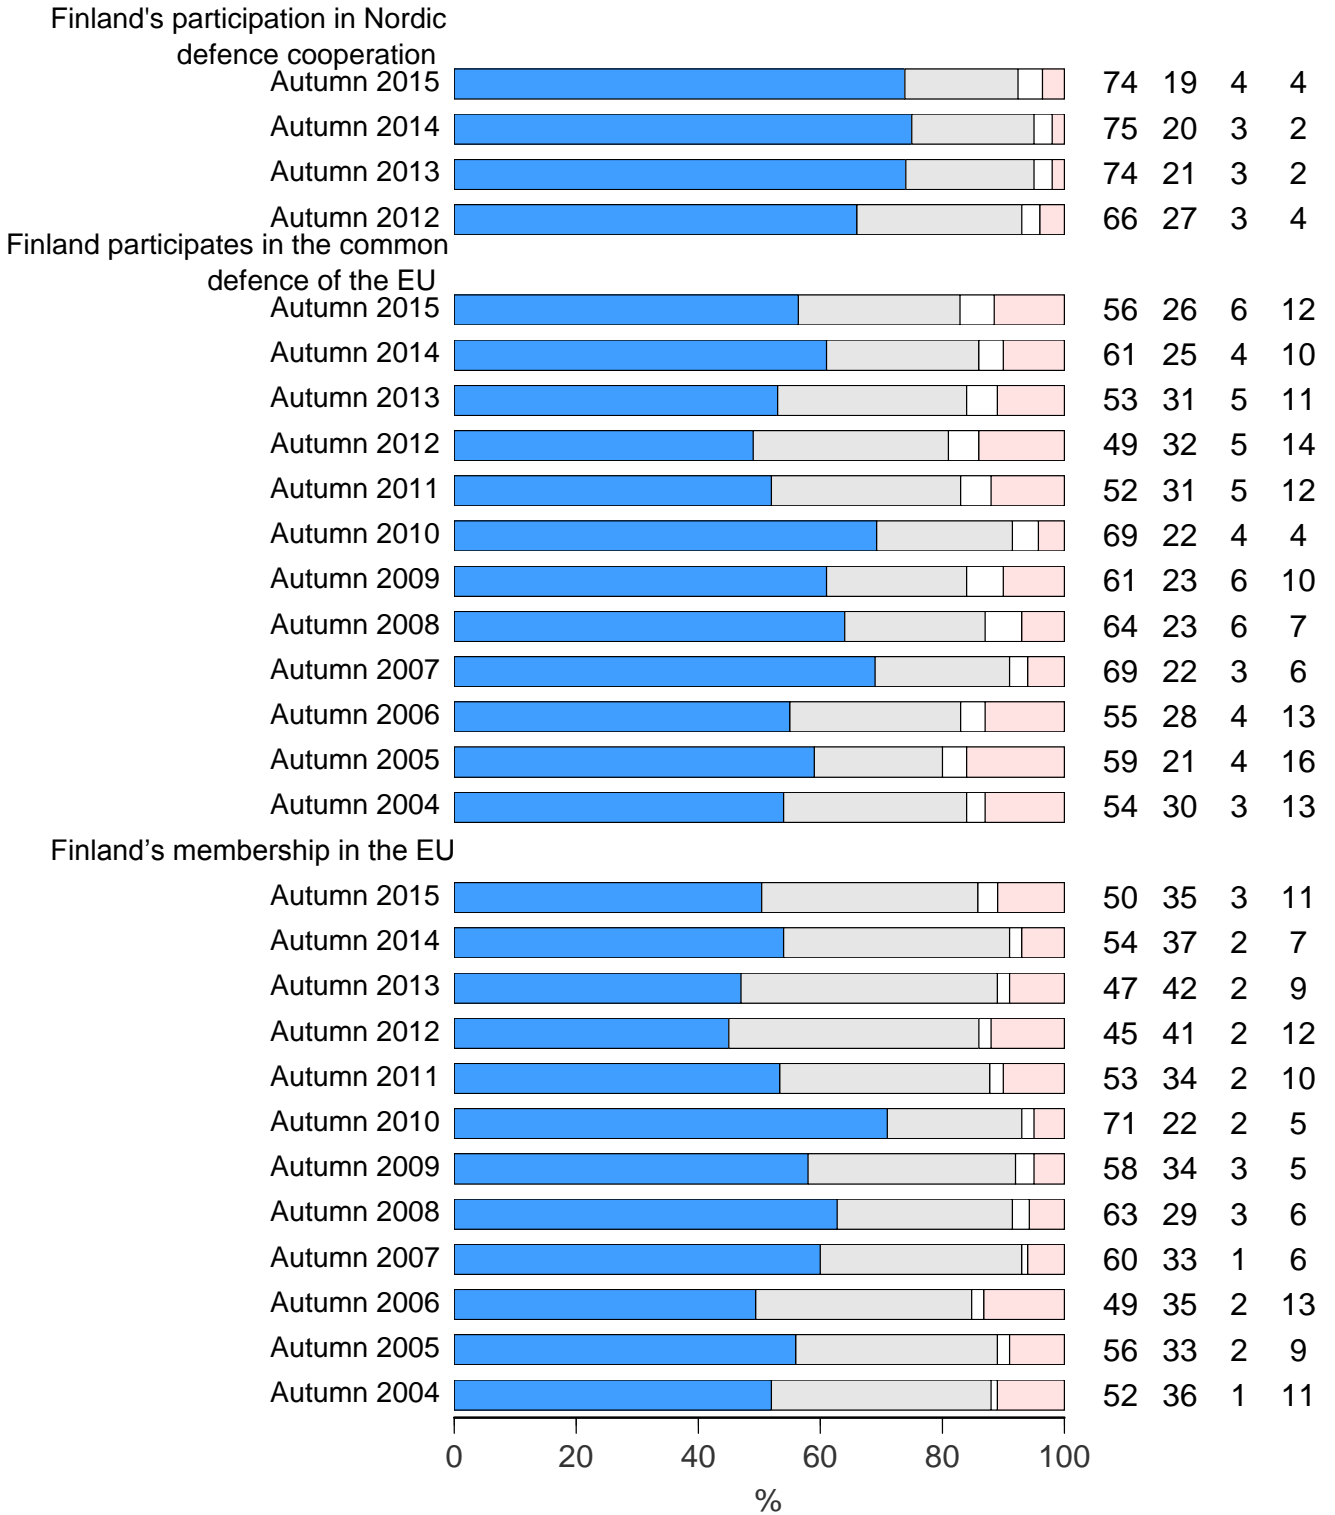 Finland's participation in Nordic
defence cooperation
Autumn 2015 74 19 4 4
Autumn 2014 75 20 3 2
Autumn 2013 74 21 3 2
Autumn 2012 66 27 3 4
Finland participates in the common
defence of the EU
Autumn 2015 56 26 6 12
Autumn 2014 61 25 4 10
Autumn 2013 53 31 5 11
Autumn 2012 49 32 5 14
Autumn 2011 52 31 5 12
Autumn 2010 69 22 4 4
Autumn 2009 61 23 6 10
Autumn 2008 64 23 6 7
Autumn 2007 69 22 3 6
Autumn 2006 55 28 4 13
Autumn 2005 59 21 4 16
Autumn 2004 54 30 3 13
Finland’s membership in the EU
Autumn 2015 50 35 3 11
Autumn 2014 54 37 2 7
Autumn 2013 47 42 2 9
Autumn 2012 45 41 2 12
Autumn 2011 53 34 2 10
Autumn 2010 71 22 2 5
Autumn 2009 58 34 3 5
Autumn 2008 63 29 3 6
Autumn 2007 60 33 1 6
Autumn 2006 49 35 2 13
Autumn 2005 56 33 2 9
Autumn 2004 52 36 1 11
0 20 40 60 80 100
%